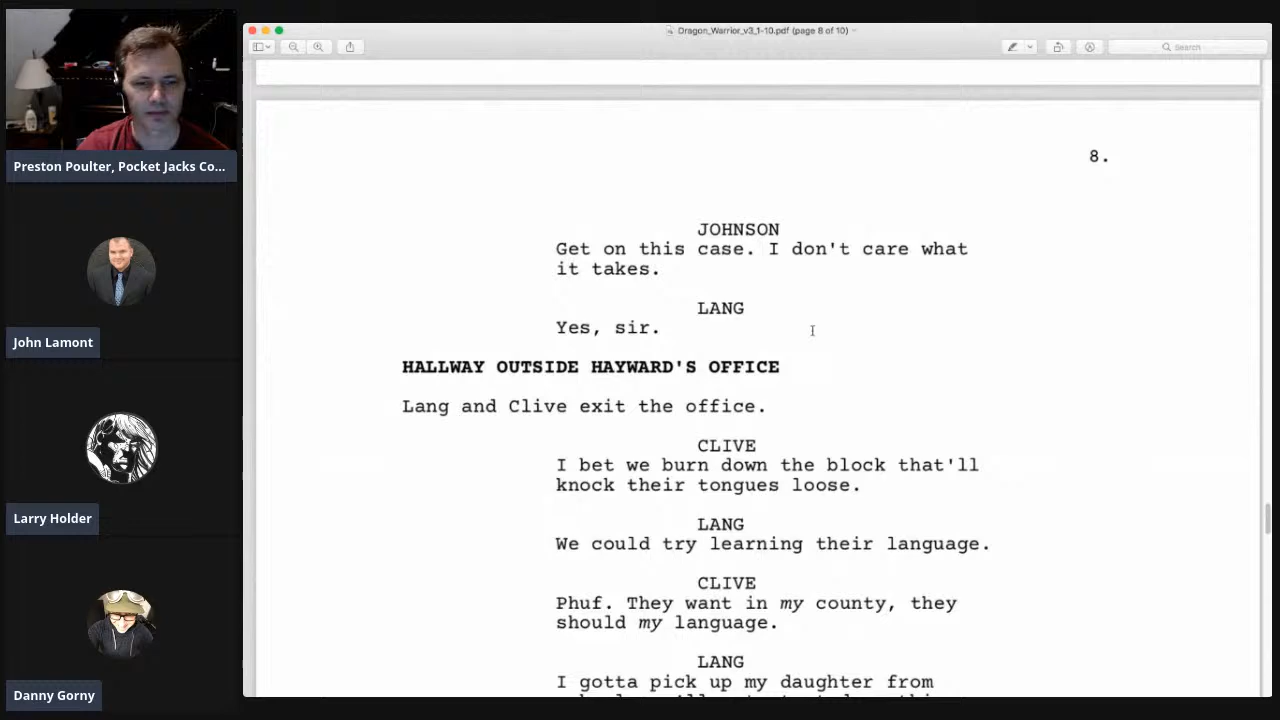 Dragon_Warrior_v3_1-10.pdf (page 8 of 10)
Search
Preston Poulter, Pocket Jacks Co...
John Lamont
Larry Holder
Danny Gorny
8.
JOHNSON
Get on this case. I don't care what
it takes.
LANG
Yes, sir.
HALLWAY OUTSIDE HAYWARD'S OFFICE
Lang and Clive exit the office.
CLIVE
I bet we burn down the block that'll
knock their tongues loose.
LANG
We could try learning their language.
CLIVE
Phuf. They want in my county, they
should my language.
LANG
I gotta pick up my daughter from